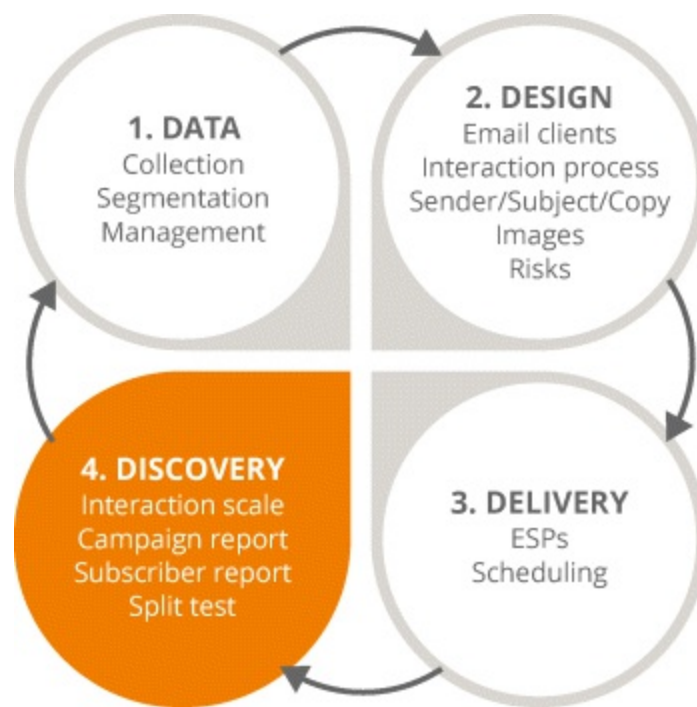 1. DATA
Collection
Segmentation
Management
2. DESIGN
Email clients
Interaction process
Sender/Subject/Copy
Images
Risks
3. DELIVERY
ESPs
Scheduling
4. DISCOVERY
Interaction scale
Campaign report
Subscriber report
Split test